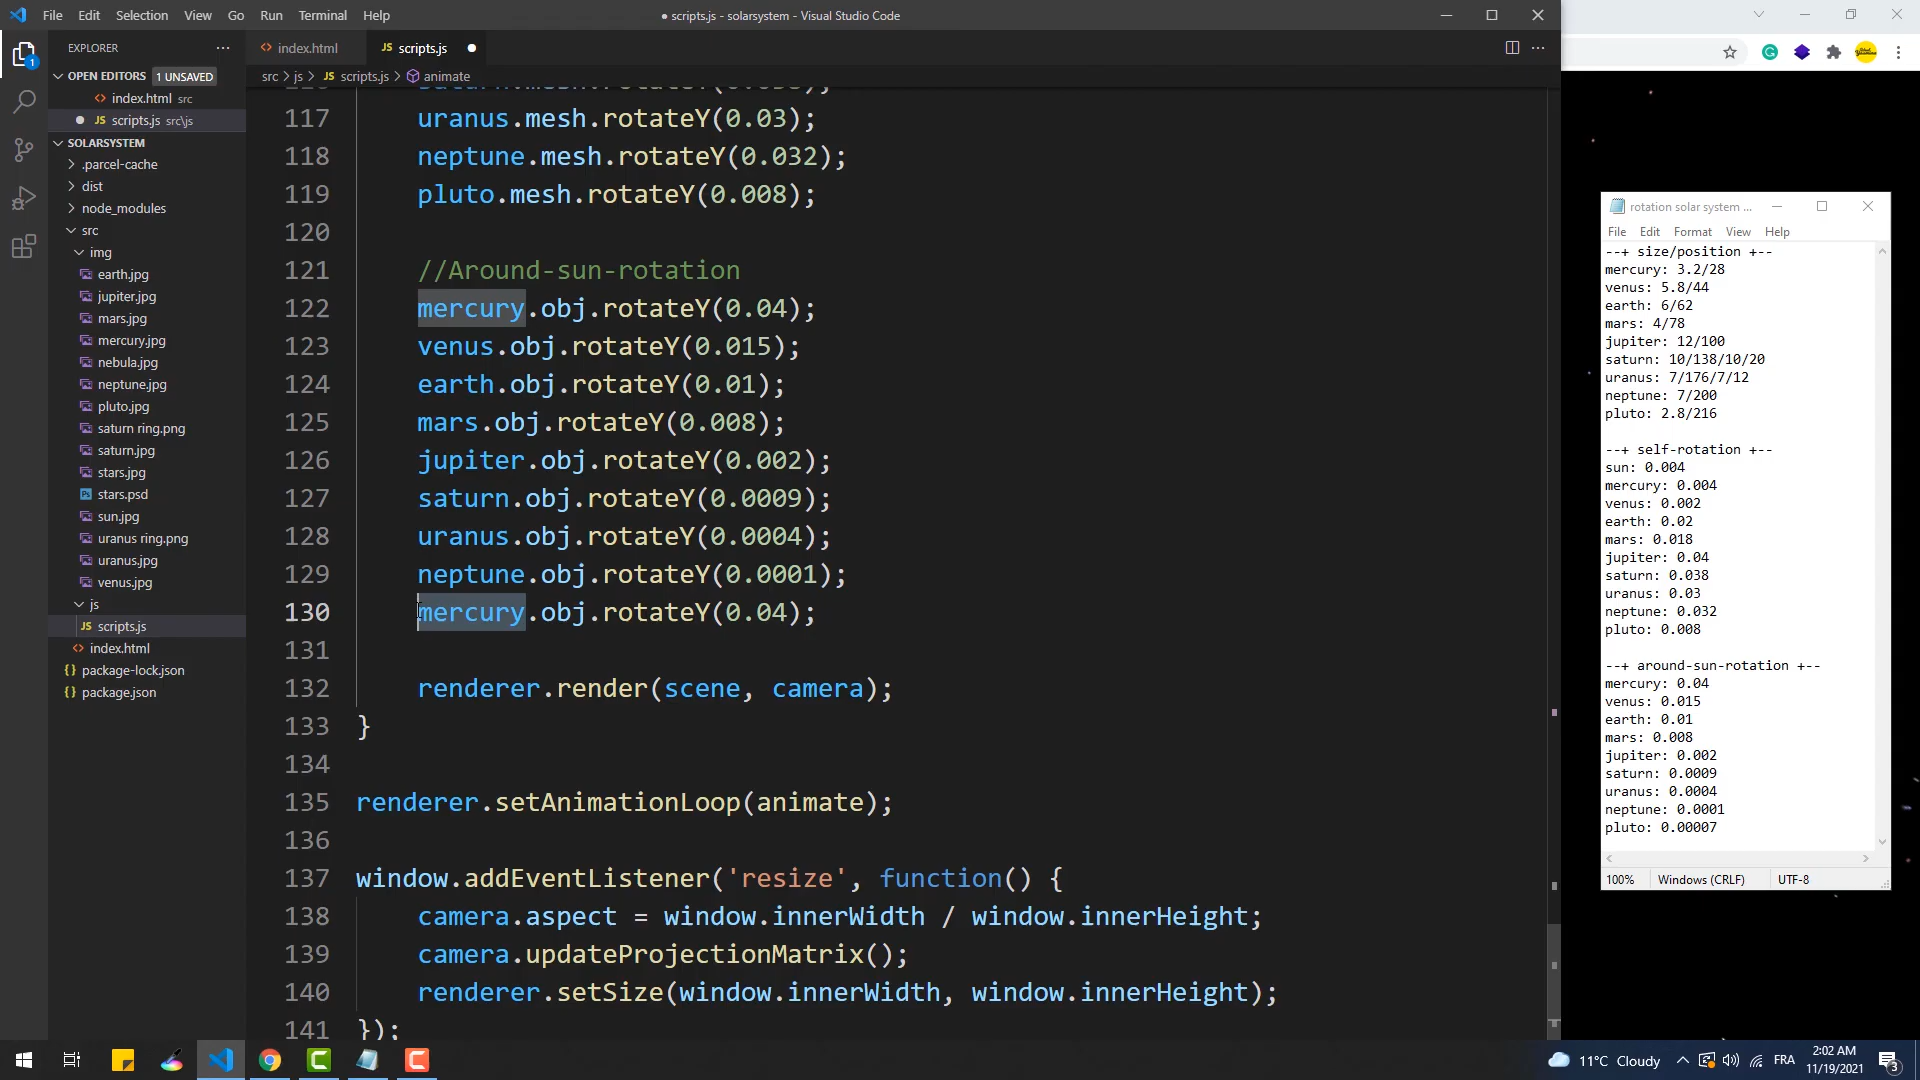 File Edit Selection View Go Run Terminal Help
● scripts.js - solarsystem - Visual Studio Code
EXPLORER
OPEN EDITORS 1 UNSAVED
index.html src
JS scripts.js src\js
SOLARSYSTEM
.parcel-cache
dist
node_modules
src
img
earth.jpg
jupiter.jpg
mars.jpg
mercury.jpg
nebula.jpg
neptune.jpg
pluto.jpg
saturn ring.png
saturn.jpg
stars.jpg
stars.psd
sun.jpg
uranus ring.png
uranus.jpg
venus.jpg
js
JS scripts.js
index.html
package-lock.json
package.json
index.html JS scripts.js
src > js > JS scripts.js > animate
117 uranus.mesh.rotateY(0.03);
118 neptune.mesh.rotateY(0.032);
119 pluto.mesh.rotateY(0.008);
120
121 //Around-sun-rotation
122 mercury.obj.rotateY(0.04);
123 venus.obj.rotateY(0.015);
124 earth.obj.rotateY(0.01);
125 mars.obj.rotateY(0.008);
126 jupiter.obj.rotateY(0.002);
127 saturn.obj.rotateY(0.0009);
128 uranus.obj.rotateY(0.0004);
129 neptune.obj.rotateY(0.0001);
130 mercury.obj.rotateY(0.04);
131
132 renderer.render(scene, camera);
133 }
134
135 renderer.setAnimationLoop(animate);
136
137 window.addEventListener('resize', function() {
138 camera.aspect = window.innerWidth / window.innerHeight;
139 camera.updateProjectionMatrix();
140 renderer.setSize(window.innerWidth, window.innerHeight);
141 });
rotation solar system ...
File Edit Format View Help
--+ size/position +--
mercury: 3.2/28
venus: 5.8/44
earth: 6/62
mars: 4/78
jupiter: 12/100
saturn: 10/138/10/20
uranus: 7/176/7/12
neptune: 7/200
pluto: 2.8/216
--+ self-rotation +--
sun: 0.004
mercury: 0.004
venus: 0.002
earth: 0.02
mars: 0.018
jupiter: 0.04
saturn: 0.038
uranus: 0.03
neptune: 0.032
pluto: 0.008
--+ around-sun-rotation +--
mercury: 0.04
venus: 0.015
earth: 0.01
mars: 0.008
jupiter: 0.002
saturn: 0.0009
uranus: 0.0004
neptune: 0.0001
pluto: 0.00007
100% Windows (CRLF) UTF-8
11°C Cloudy FRA 2:02 AM
11/19/2021 3